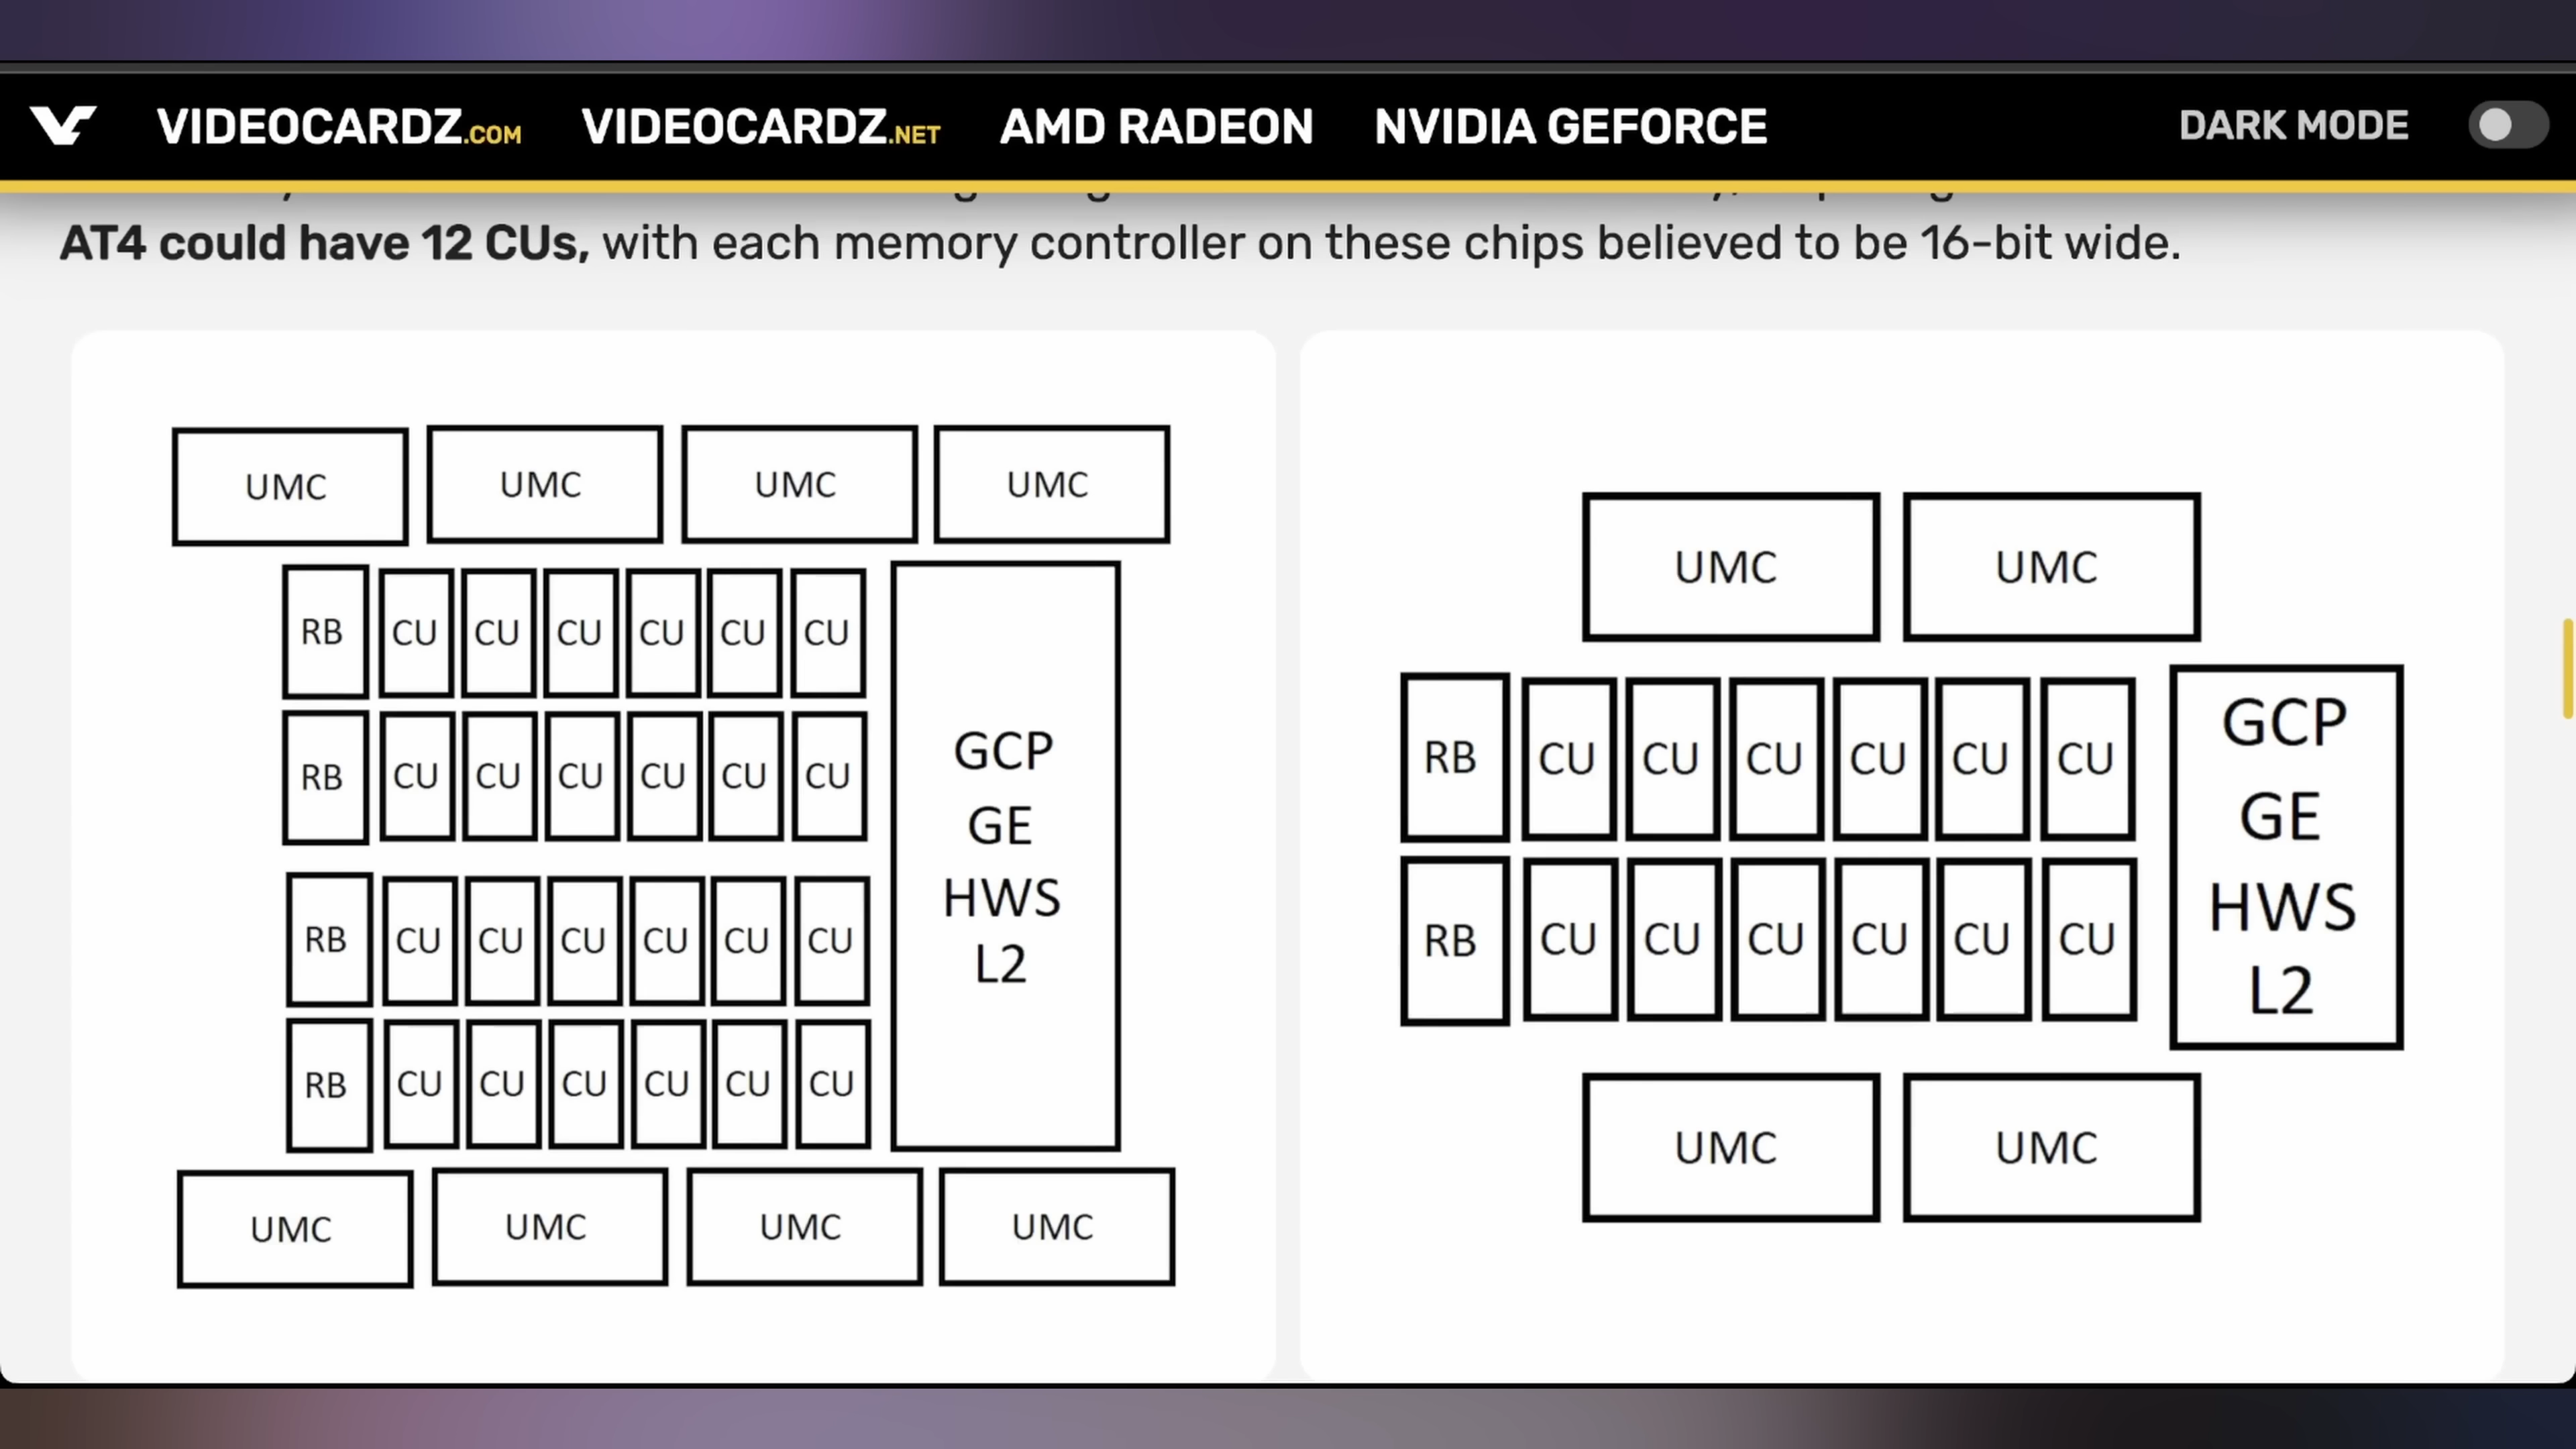 VIDEOCARDZ.COM VIDEOCARDZ.NET AMD RADEON NVIDIA GEFORCE DARK MODE
AT4 could have 12 CUs, with each memory controller on these chips believed to be 16-bit wide.
UMC UMC UMC UMC
RB CU CU CU CU CU CU
RB CU CU CU CU CU CU
RB CU CU CU CU CU CU
RB CU CU CU CU CU CU
GCP
GE
HWS
L2
UMC UMC UMC UMC
UMC UMC
RB CU CU CU CU CU CU
RB CU CU CU CU CU CU
GCP
GE
HWS
L2
UMC UMC